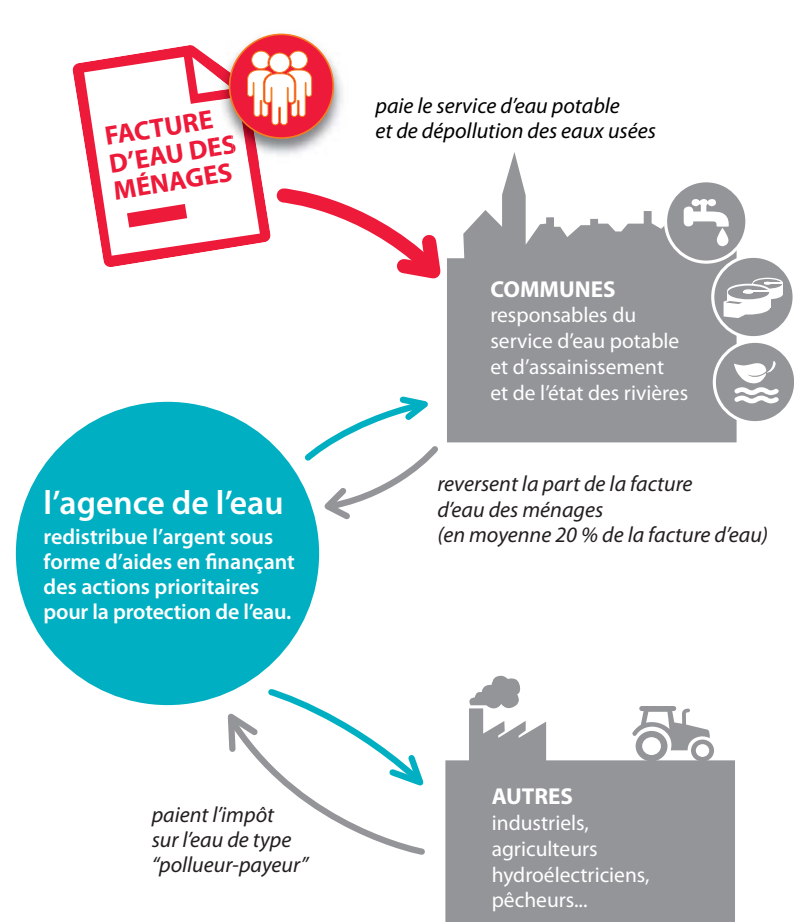 FACTURE
D'EAU DES
MÉNAGES
paie le service d'eau potable
et de dépollution des eaux usées
COMMUNES
responsables du
service d'eau potable
et d'assainissement
et de l'état des rivières
reversent la part de la facture
d'eau des ménages
(en moyenne 20 % de la facture d'eau)
l'agence de l'eau
redistribue l'argent sous
forme d'aides en finançant
des actions prioritaires
pour la protection de l'eau.
paient l'impôt
sur l'eau de type
“pollueur-payeur”
AUTRES
industriels,
agriculteurs
hydroélectriciens,
pêcheurs...